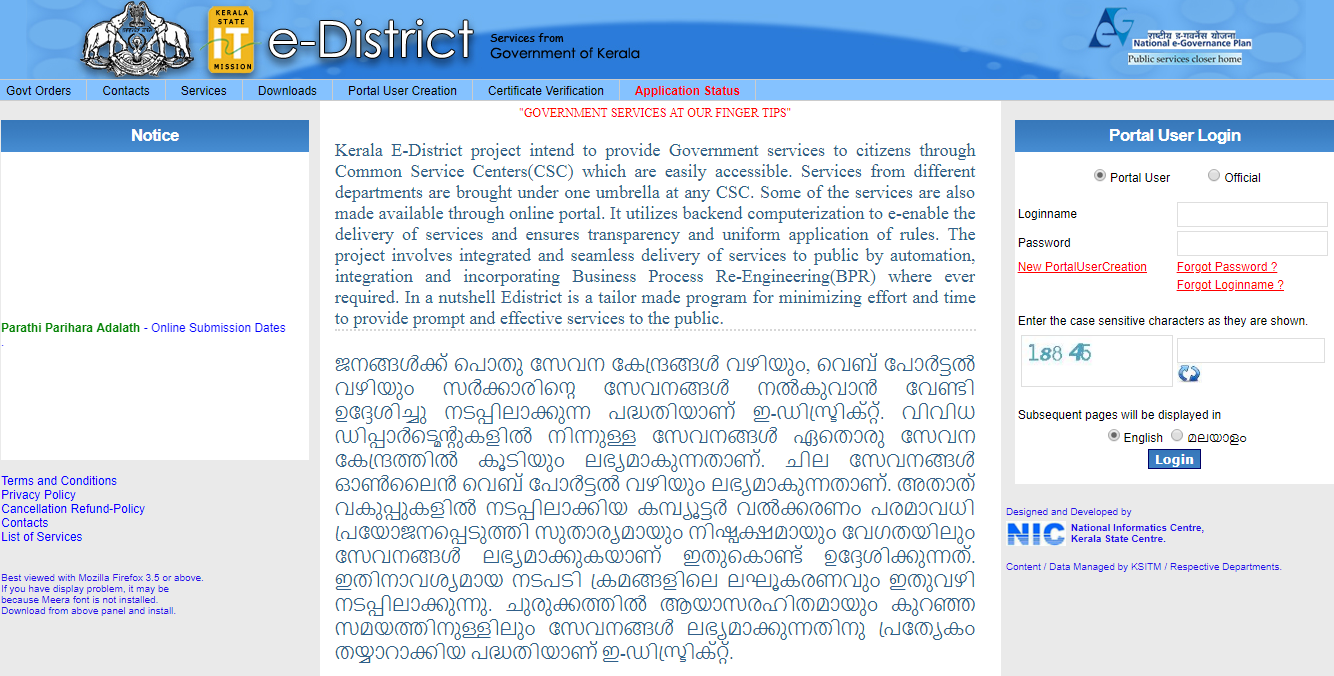 KERALA
STATE
IT
MISSION
e-District
Services from
Government of Kerala
राष्ट्रीय इ-गवर्नेंस योजना
National e-Governance Plan
Public services closer home
Govt Orders Contacts Services Downloads Portal User Creation Certificate Verification Application Status
Notice
Parathi Parihara Adalath - Online Submission Dates
.
Terms and Conditions
Privacy Policy
Cancellation Refund-Policy
Contacts
List of Services
Best viewed with Mozilla Firefox 3.5 or above.
If you have display problem, it may be
because Meera font is not installed.
Download from above panel and install.
"GOVERNMENT SERVICES AT OUR FINGER TIPS"
Kerala E-District project intend to provide Government services to citizens through
Common Service Centers(CSC) which are easily accessible. Services from different
departments are brought under one umbrella at any CSC. Some of the services are also
made available through online portal. It utilizes backend computerization to e-enable the
delivery of services and ensures transparency and uniform application of rules. The
project involves integrated and seamless delivery of services to public by automation,
integration and incorporating Business Process Re-Engineering(BPR) where ever
required. In a nutshell Edistrict is a tailor made program for minimizing effort and time
to provide prompt and effective services to the public.
ജനങ്ങൾക്ക് പൊതു സേവന കേന്ദ്രങ്ങൾ വഴിയും, വെബ് പോർട്ടൽ
വഴിയും സർക്കാരിന്റെ സേവനങ്ങൾ നൽകുവാൻ വേണ്ടി
ഉദ്ദേശിച്ചു നടപ്പിലാക്കുന്ന പദ്ധതിയാണ് ഇ-ഡിസ്ട്രിക്റ്റ്. വിവിധ
ഡിപ്പാർട്മെന്റുകളിൽ നിന്നുള്ള സേവനങ്ങൾ ഏതൊരു സേവന
കേന്ദ്രത്തിൽ കൂടിയും ലഭ്യമാകുന്നതാണ്. ചില സേവനങ്ങൾ
ഓൺലൈൻ വെബ് പോർട്ടൽ വഴിയും ലഭ്യമാകുന്നതാണ്. അതാത്
വകുപ്പുകളിൽ നടപ്പിലാക്കിയ കമ്പ്യൂട്ടർ വൽക്കരണം പരമാവധി
പ്രയോജനപ്പെടുത്തി സുതാര്യമായും നിഷ്പക്ഷമായും വേഗതയിലും
സേവനങ്ങൾ ലഭ്യമാക്കുകയാണ് ഇതുകൊണ്ട് ഉദ്ദേശിക്കുന്നത്.
ഇതിനാവശ്യമായ നടപടി ക്രമങ്ങളിലെ ലഘൂകരണവും ഇതുവഴി
നടപ്പിലാക്കുന്നു. ചുരുക്കത്തിൽ ആയാസരഹിതമായും കുറഞ്ഞ
സമയത്തിനുള്ളിലും സേവനങ്ങൾ ലഭ്യമാക്കുന്നതിനു പ്രത്യേകം
തയ്യാറാക്കിയ പദ്ധതിയാണ് ഇ-ഡിസ്ട്രിക്റ്റ്.
Portal User Login
Portal User Official
Loginname
Password
New PortalUserCreation Forgot Password ?
Forgot Loginname ?
Enter the case sensitive characters as they are shown.
Subsequent pages will be displayed in
English മലയാളം
Login
Designed and Developed by
NIC National Informatics Centre,
Kerala State Centre.
Content / Data Managed by KSITM / Respective Departments.